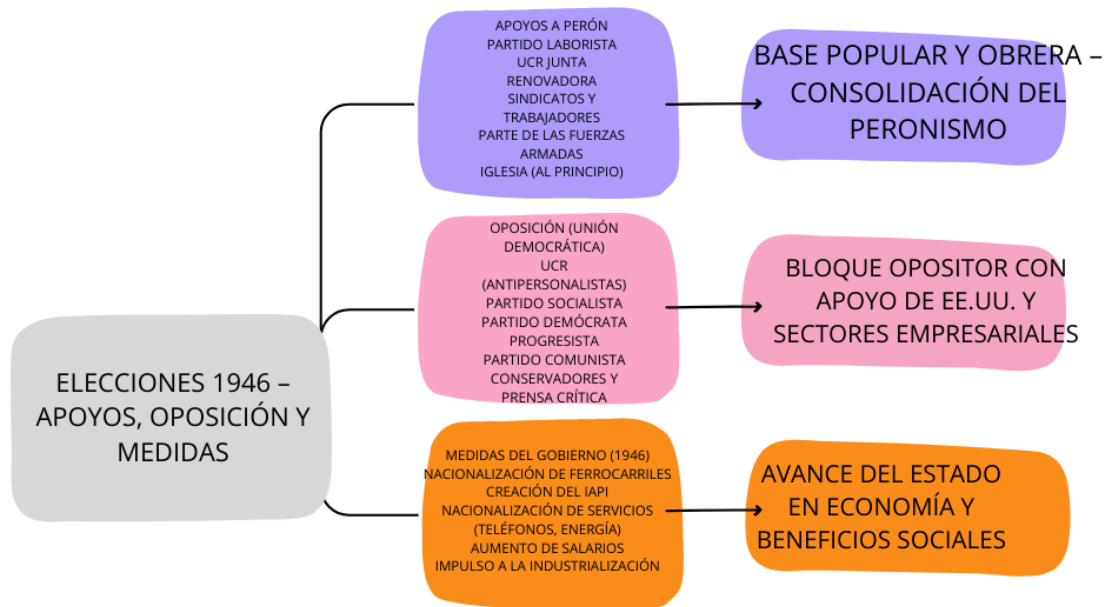 ELECCIONES 1946 –
APOYOS, OPOSICIÓN Y
MEDIDAS
APOYOS A PERÓN
PARTIDO LABORISTA
UCR JUNTA
RENOVADORA
SINDICATOS Y
TRABAJADORES
PARTE DE LAS FUERZAS
ARMADAS
IGLESIA (AL PRINCIPIO)
BASE POPULAR Y OBRERA –
CONSOLIDACIÓN DEL
PERONISMO
OPOSICIÓN (UNIÓN
DEMOCRÁTICA)
UCR
(ANTIPERSONALISTAS)
PARTIDO SOCIALISTA
PARTIDO DEMÓCRATA
PROGRESISTA
PARTIDO COMUNISTA
CONSERVADORES Y
PRENSA CRÍTICA
BLOQUE OPOSITOR CON
APOYO DE EE.UU. Y
SECTORES EMPRESARIALES
MEDIDAS DEL GOBIERNO (1946)
NACIONALIZACIÓN DE FERROCARRILES
CREACIÓN DEL IAPI
NACIONALIZACIÓN DE SERVICIOS
(TELÉFONOS, ENERGÍA)
AUMENTO DE SALARIOS
IMPULSO A LA INDUSTRIALIZACIÓN
AVANCE DEL ESTADO
EN ECONOMÍA Y
BENEFICIOS SOCIALES